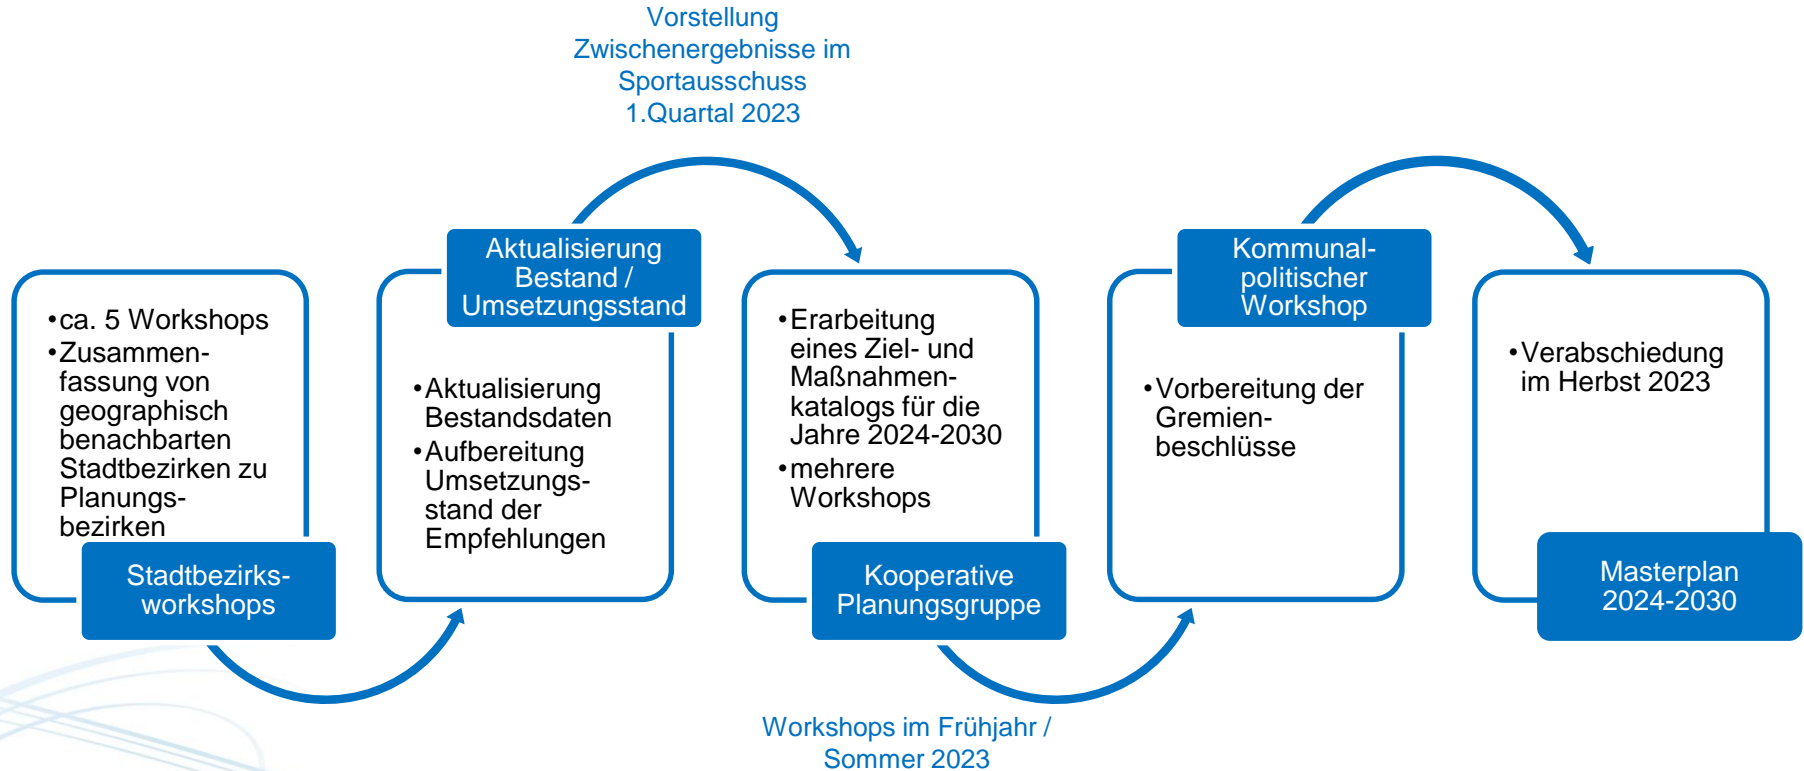 Vorstellung
Zwischenergebnisse im
Sportausschuss
1.Quartal 2023
•ca. 5 Workshops
•Zusammen-
fassung von
geographisch
benachbarten
Stadtbezirken zu
Planungs-
bezirken
Stadtbezirks-
workshops
Aktualisierung
Bestand /
Umsetzungsstand
•Aktualisierung
Bestandsdaten
•Aufbereitung
Umsetzungs-
stand der
Empfehlungen
•Erarbeitung
eines Ziel- und
Maßnahmen-
katalogs für die
Jahre 2024-2030
•mehrere
Workshops
Kooperative
Planungsgruppe
Workshops im Frühjahr /
Sommer 2023
Kommunal-
politischer
Workshop
•Vorbereitung der
Gremien-
beschlüsse
•Verabschiedung
im Herbst 2023
Masterplan
2024-2030